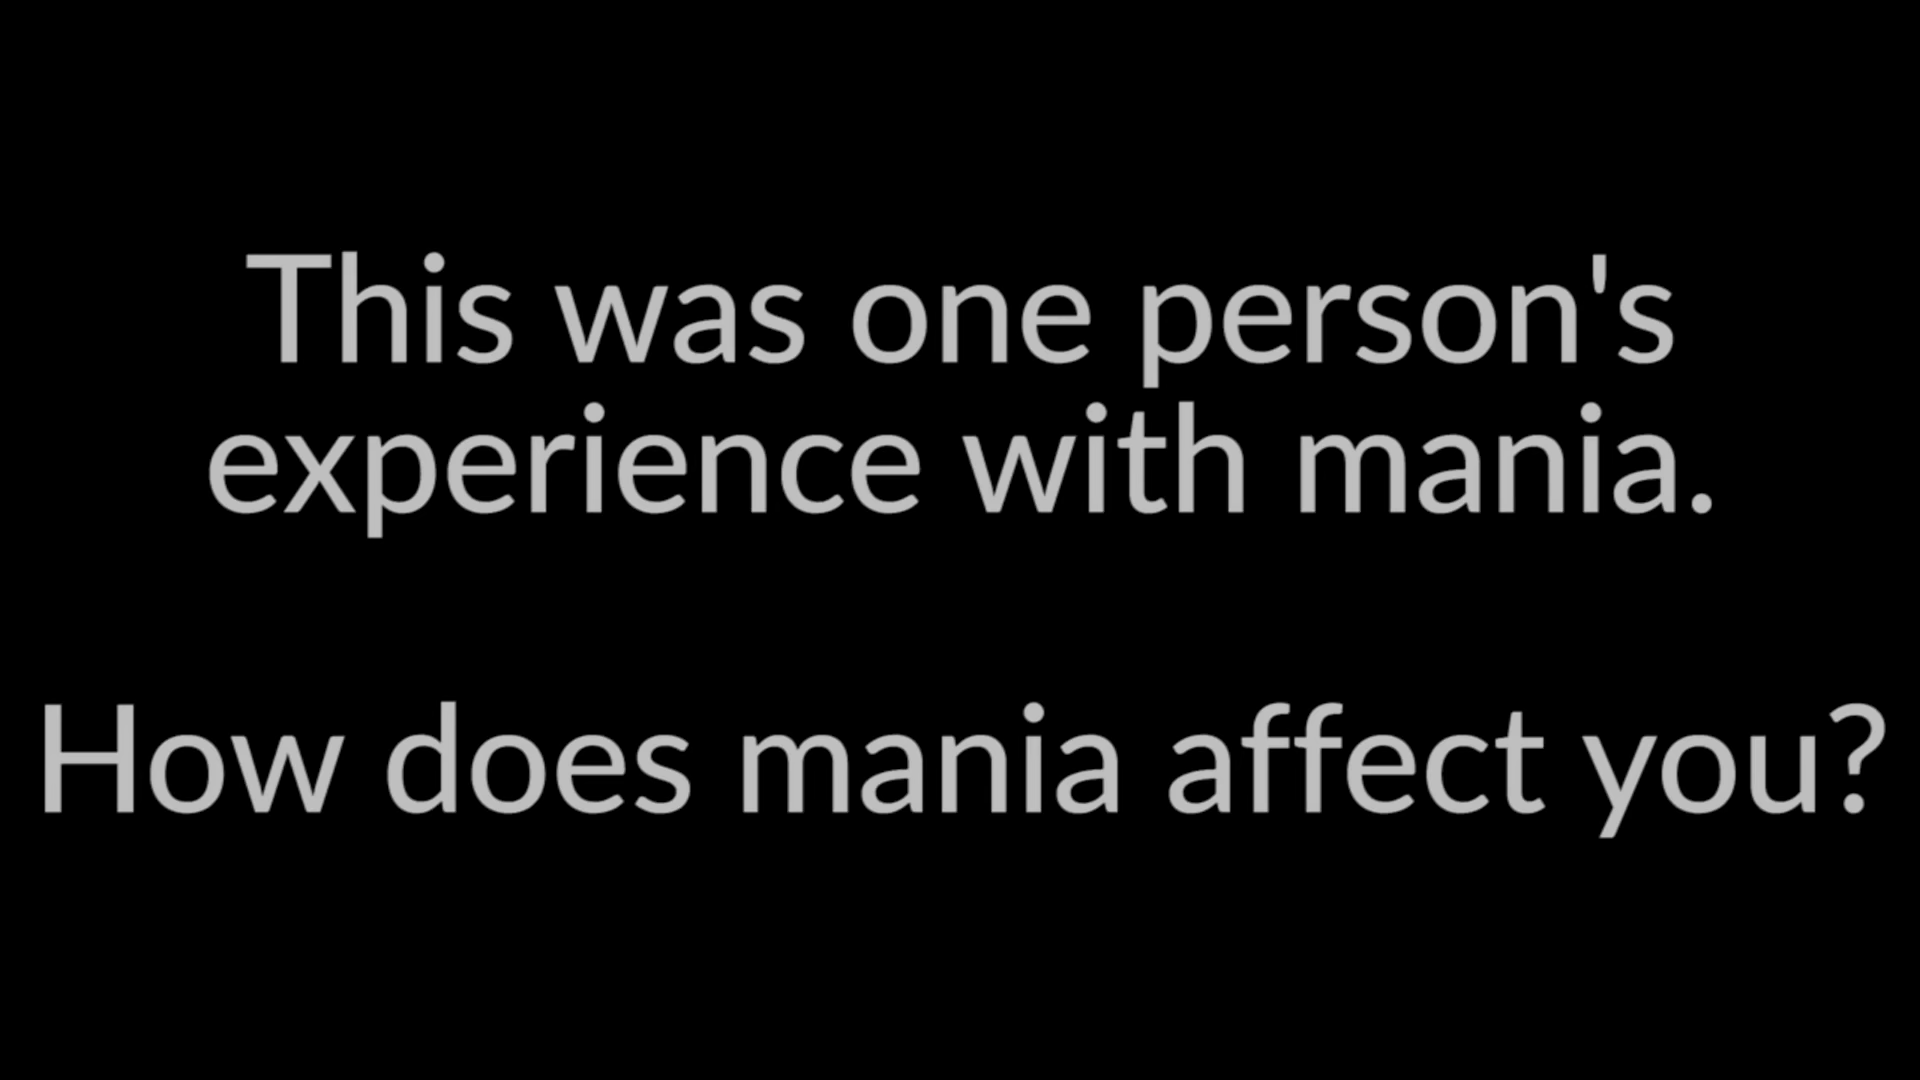 This was one person's
experience with mania.
How does mania affect you?